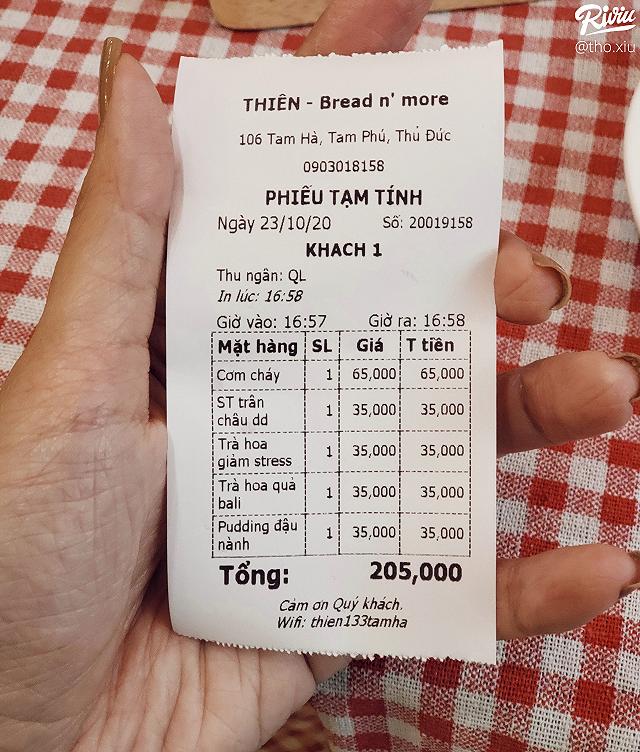 Riviu
@tho.xiu
THIÊN - Bread n' more
106 Tam Hà, Tam Phú, Thủ Đức
0903018158
PHIẾU TẠM TÍNH
Ngày 23/10/20 Số: 20019158
KHACH 1
Thu ngân: QL
In lúc: 16:58
Giờ vào: 16:57 Giờ ra: 16:58
Mặt hàng SL Giá T tiền
Cơm cháy 1 65,000 65,000
ST trân
châu dd 1 35,000 35,000
Trà hoa
giảm stress 1 35,000 35,000
Trà hoa quả
bali 1 35,000 35,000
Pudding đậu
nành 1 35,000 35,000
Tổng: 205,000
Cảm ơn Quý khách.
Wifi: thien133tamha